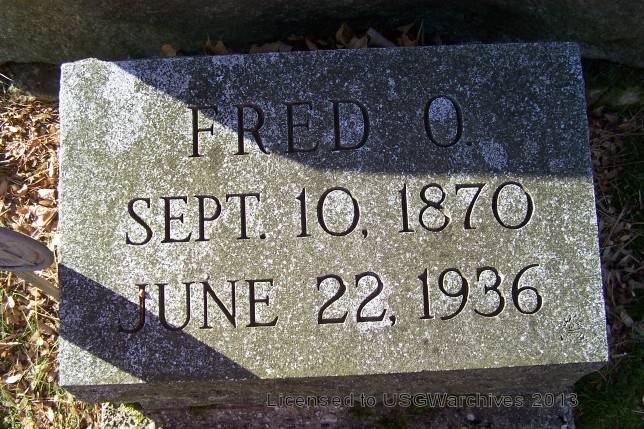 FRED O.
SEPT. 10, 1870
JUNE 22, 1936
Licensed to USGWarchives 2013